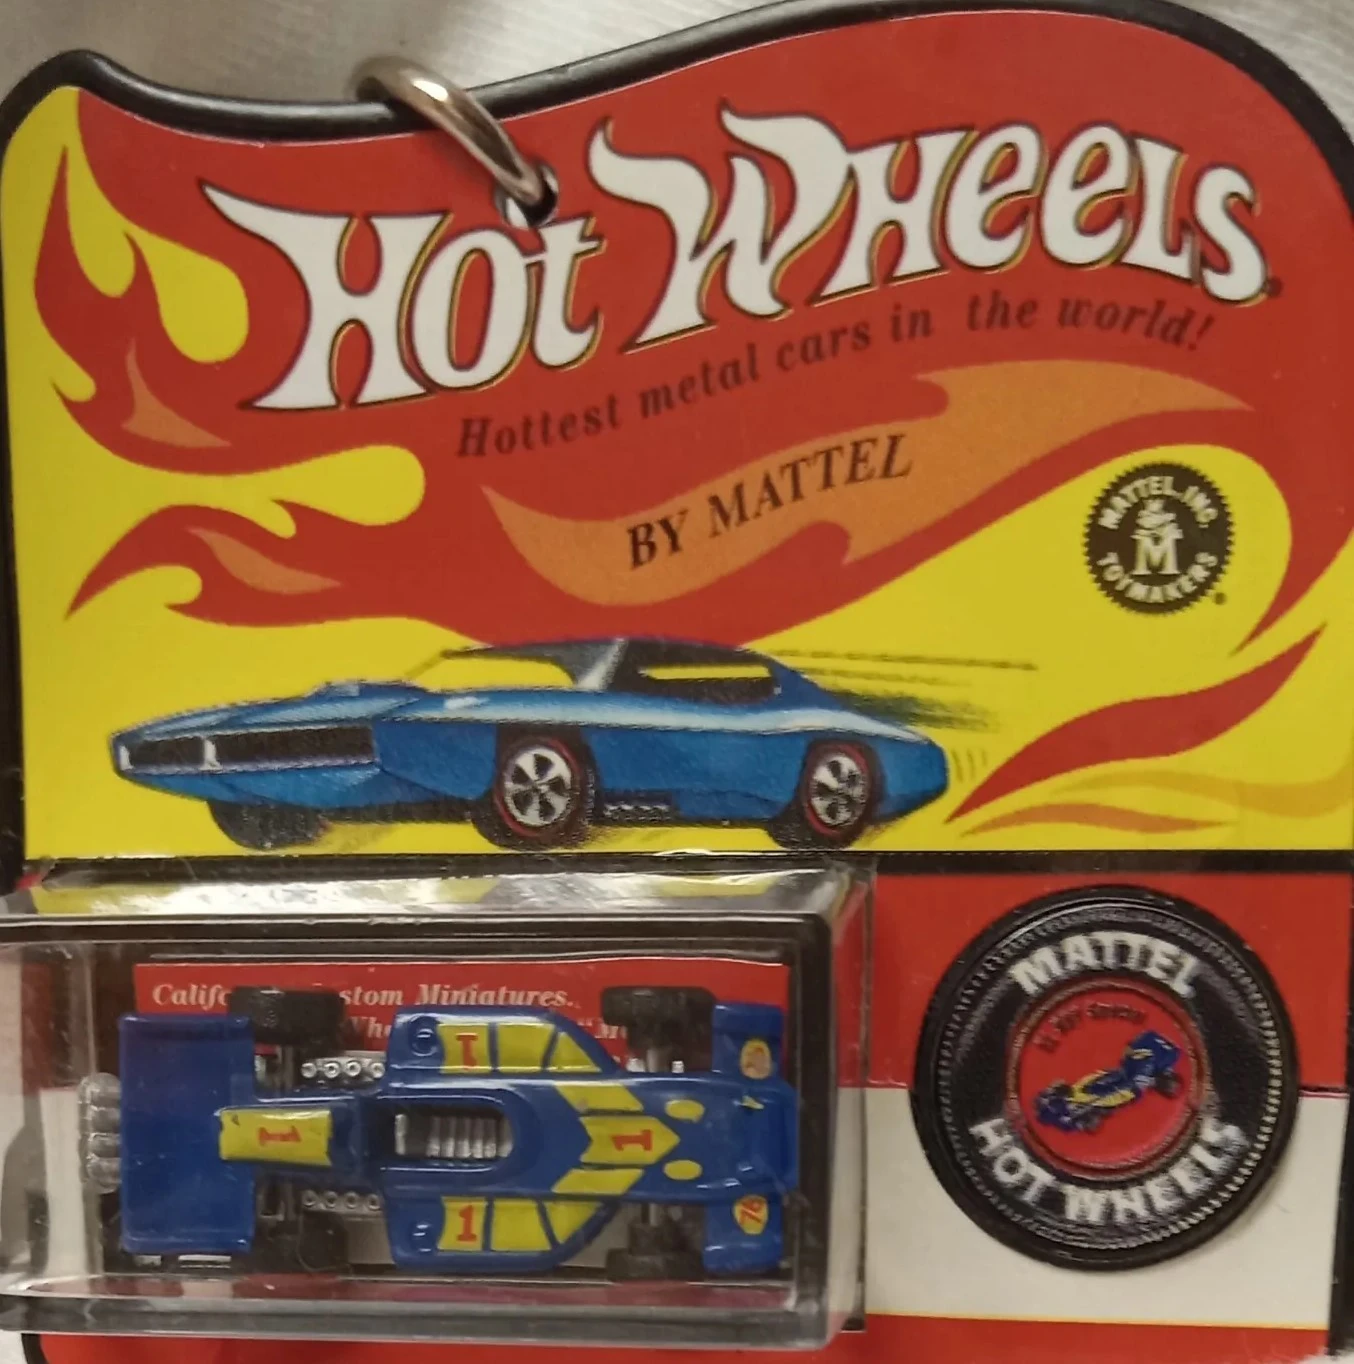 Hot Wheels
Hottest metal cars in the world!
BY MATTEL
MATTEL, INC.
M
TOYMAKERS
Miniatures.
1
1
1
1
76
MATTEL
HOT WHEELS